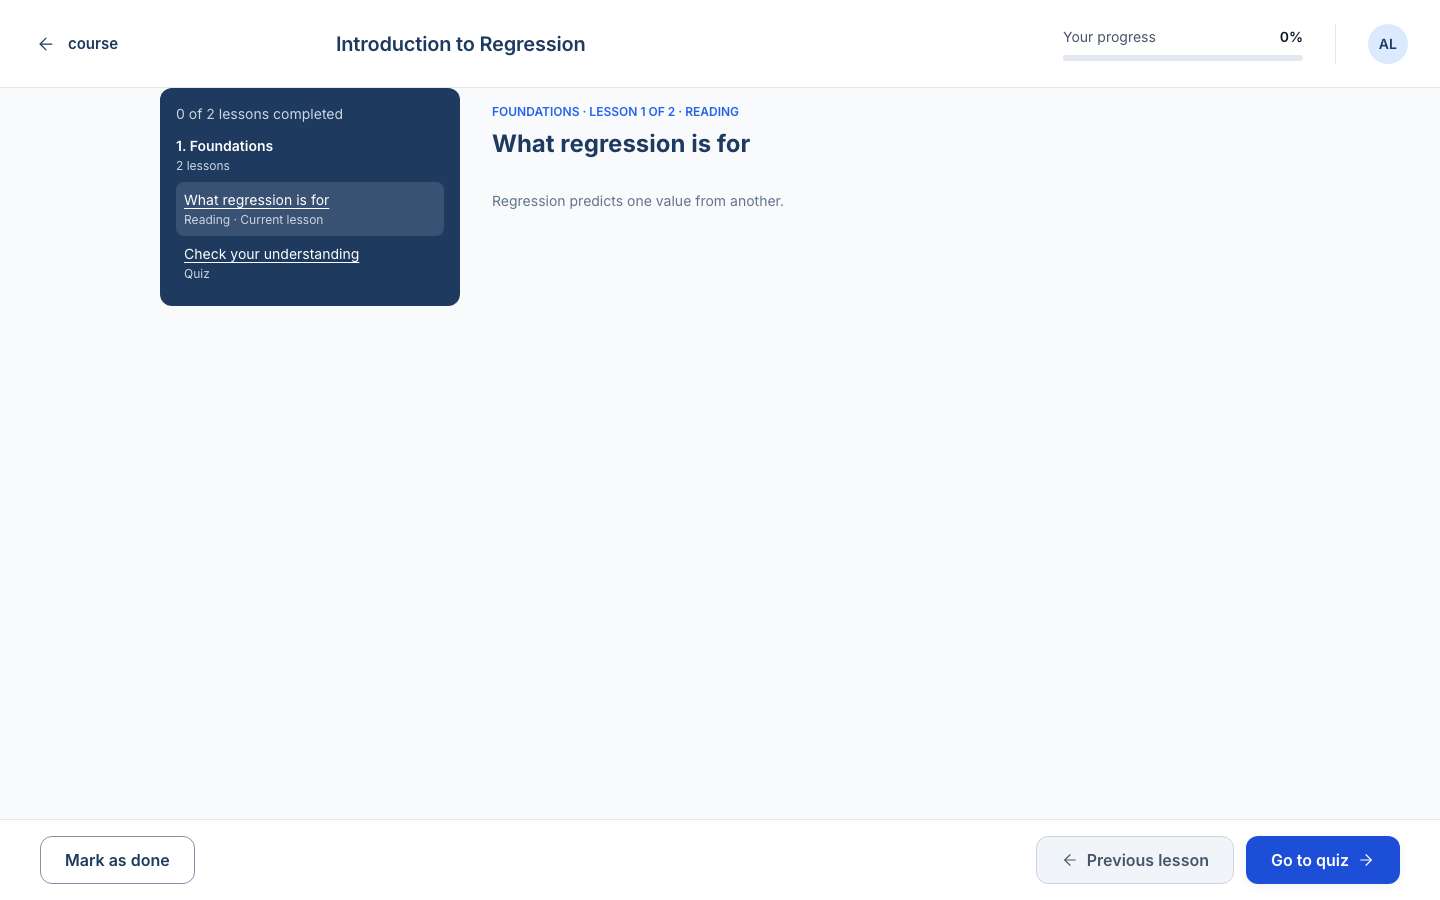 course
Introduction to Regression
Your progress 0%
AL
0 of 2 lessons completed
1. Foundations
2 lessons
What regression is for
Reading · Current lesson
Check your understanding
Quiz
FOUNDATIONS · LESSON 1 OF 2 · READING
What regression is for
Regression predicts one value from another.
Mark as done
Previous lesson
Go to quiz